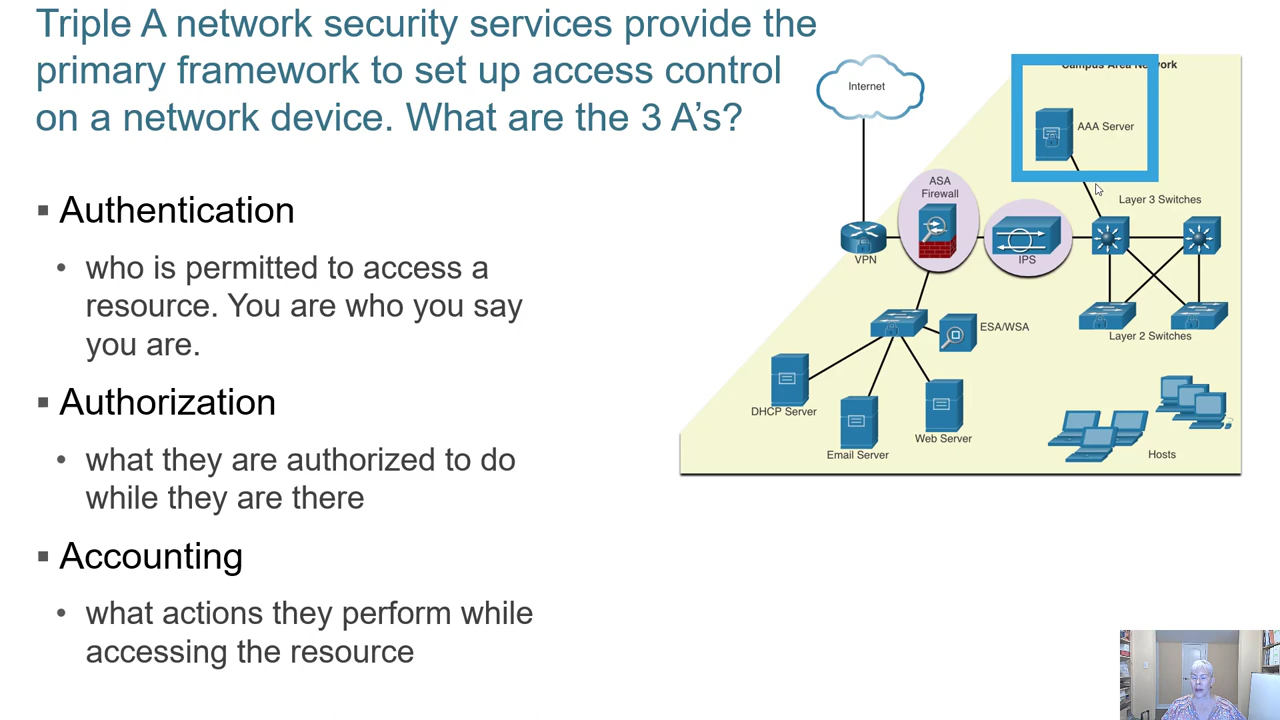 Triple A network security services provide the
primary framework to set up access control
on a network device. What are the 3 A's?
▪ Authentication
• who is permitted to access a
resource. You are who you say
you are.
▪ Authorization
• what they are authorized to do
while they are there
▪ Accounting
• what actions they perform while
accessing the resource
Campus Area Network
Internet
AAA Server
ASA
Firewall
Layer 3 Switches
VPN
IPS
ESA/WSA
Layer 2 Switches
DHCP Server
Email Server
Web Server
Hosts